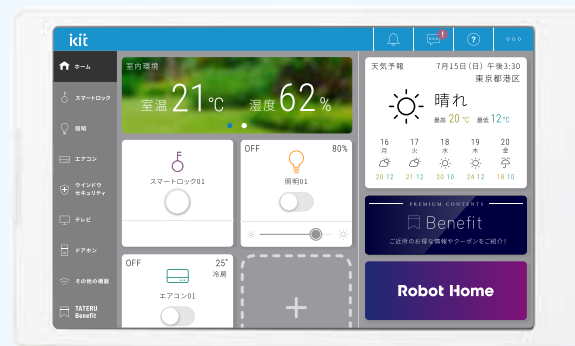 kit
ホーム
スマートロック
照明
エアコン
ウインドウ
セキュリティ
テレビ
ドアホン
その他の機器
TATERU
Benefit
室内環境
室温 21℃ 湿度 62%
スマートロック01
OFF 80%
照明01
OFF 25°
冷房
エアコン01
天気予報 7月15日(日) 午後3:30
東京都港区
晴れ
最高 20 ℃ 最低 12 ℃
16 17 18 19 20
月 火 水 木 金
20 12 21 12 20 10 24 12 18 10
PREMIUM CONTENTS
Benefit
ご近所のお得な情報やクーポンをご紹介!
Robot Home